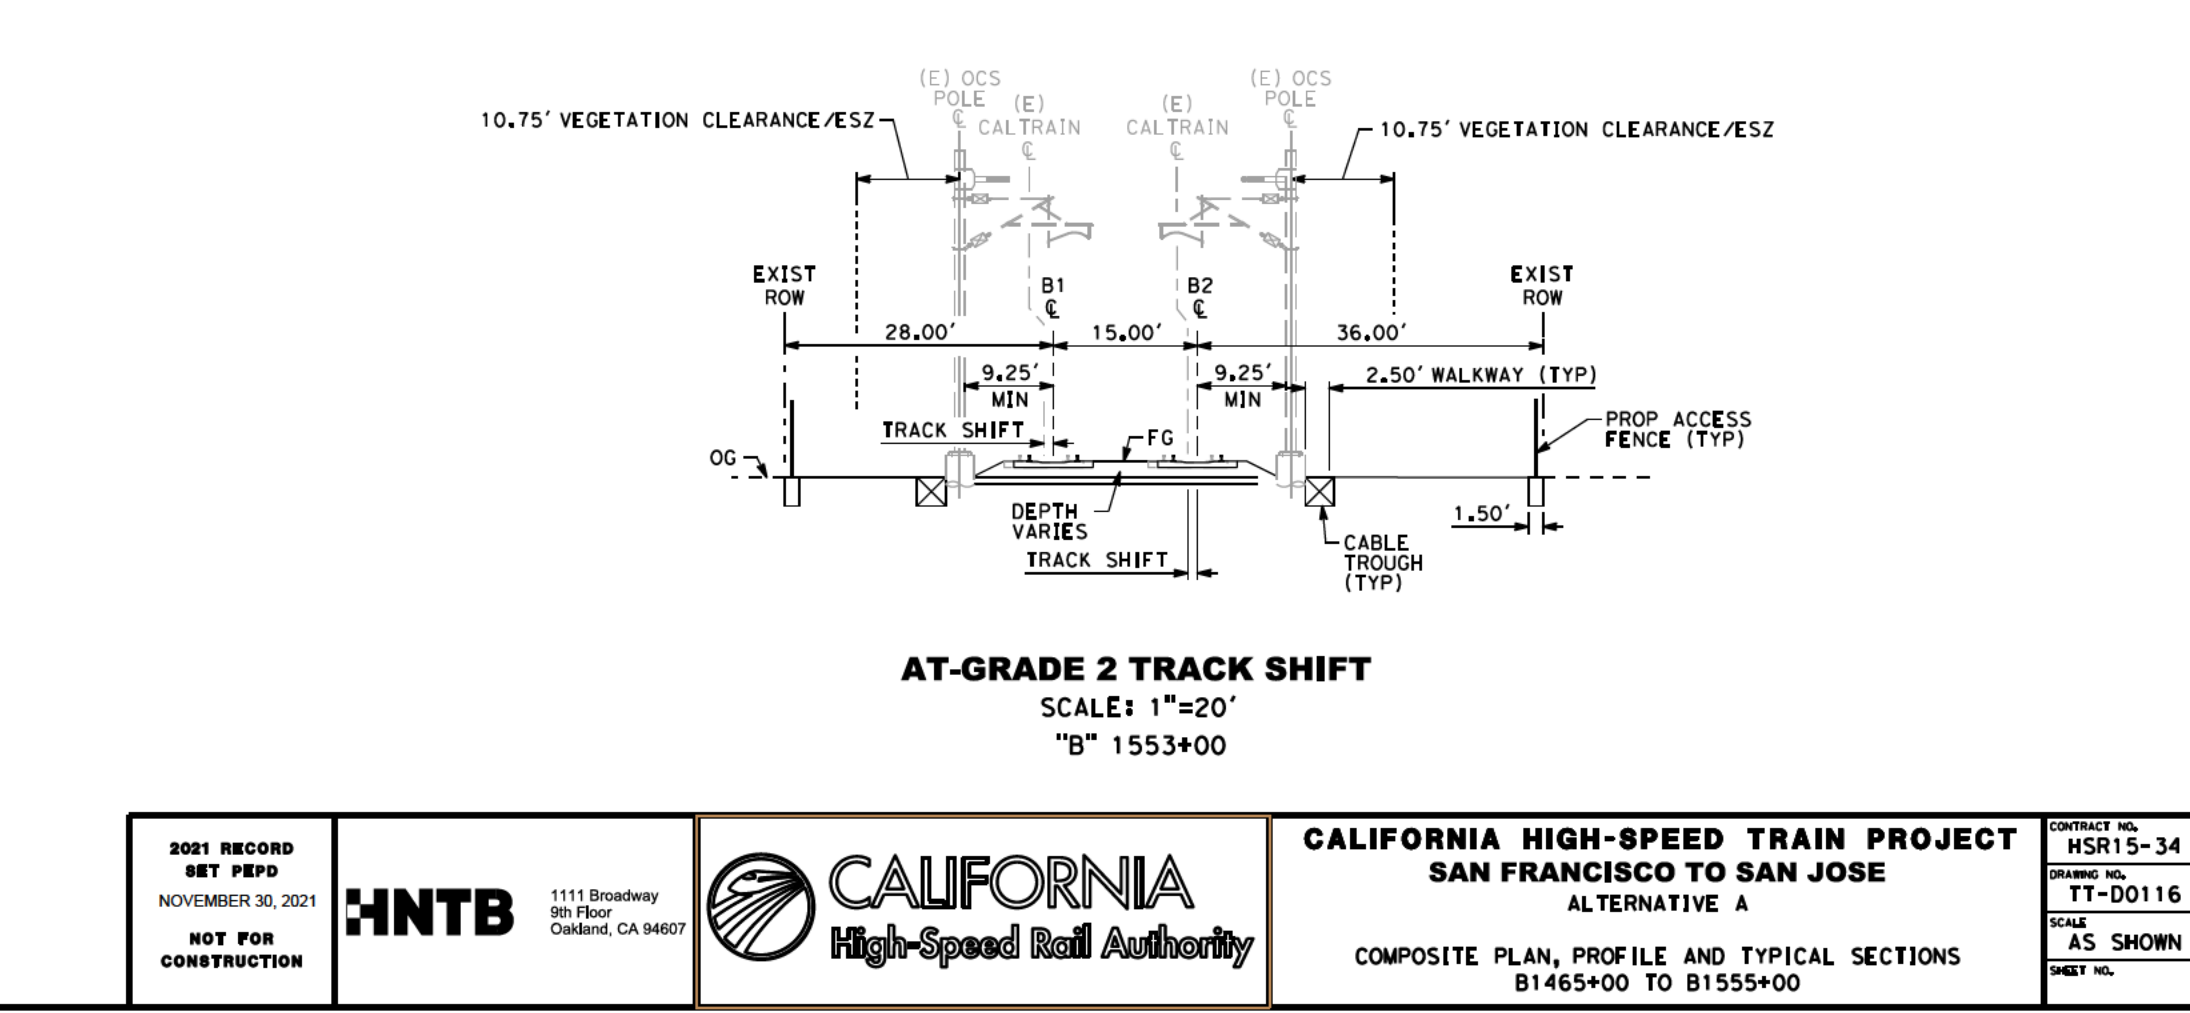 (E) OCS
POLE
℄
(E)
CALTRAIN
℄
(E)
CALTRAIN
℄
(E) OCS
POLE
℄
10.75' VEGETATION CLEARANCE/ESZ
10.75' VEGETATION CLEARANCE/ESZ
EXIST
ROW
B1
℄
B2
℄
EXIST
ROW
28.00'
15.00'
36.00'
9.25'
MIN
9.25'
MIN
2.50' WALKWAY (TYP)
TRACK SHIFT
FG
PROP ACCESS
FENCE (TYP)
OG
DEPTH
VARIES
1.50'
TRACK SHIFT
CABLE
TROUGH
(TYP)
AT-GRADE 2 TRACK SHIFT
SCALE: 1"=20'
"B" 1553+00
2021 RECORD
SET PEPD
NOVEMBER 30, 2021
NOT FOR
CONSTRUCTION
HNTB
1111 Broadway
9th Floor
Oakland, CA 94607
CALIFORNIA
High-Speed Rail Authority
CALIFORNIA HIGH-SPEED TRAIN PROJECT
SAN FRANCISCO TO SAN JOSE
ALTERNATIVE A
COMPOSITE PLAN, PROFILE AND TYPICAL SECTIONS
B1465+00 TO B1555+00
CONTRACT NO.
HSR15-34
DRAWING NO.
TT-D0116
SCALE
AS SHOWN
SHEET NO.